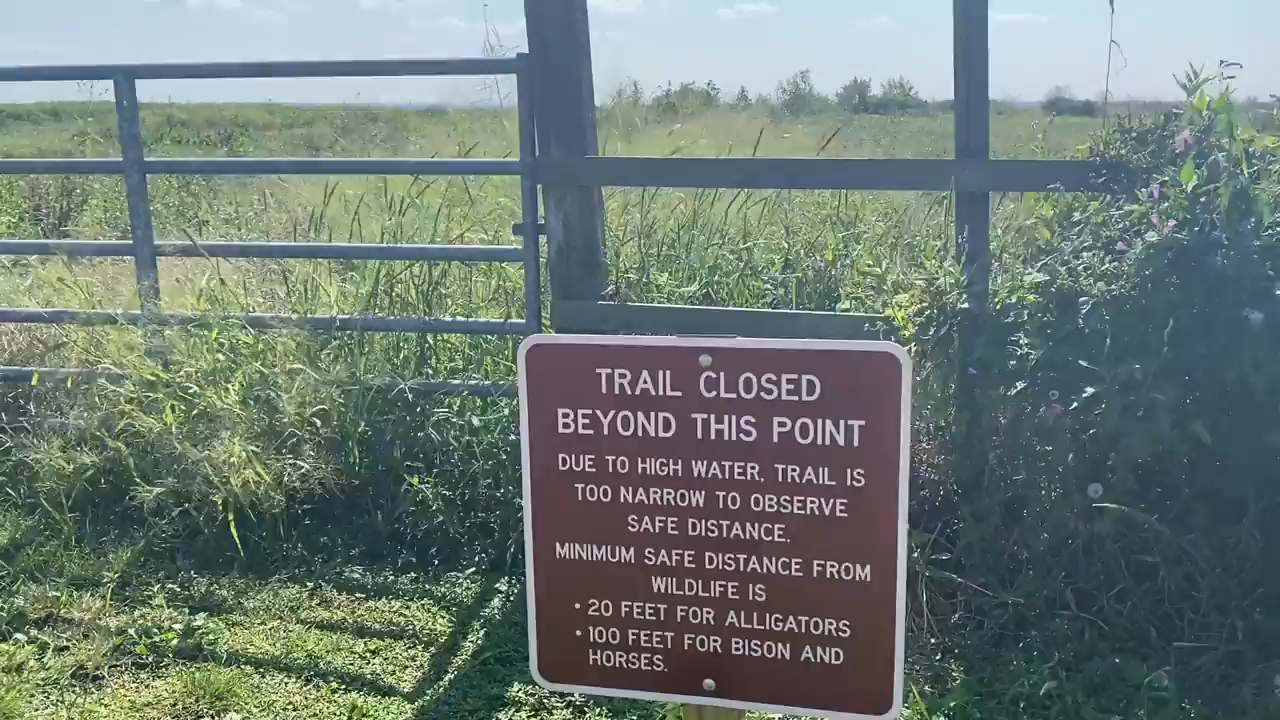 TRAIL CLOSED
BEYOND THIS POINT
DUE TO HIGH WATER, TRAIL IS
TOO NARROW TO OBSERVE
SAFE DISTANCE.
MINIMUM SAFE DISTANCE FROM
WILDLIFE IS
• 20 FEET FOR ALLIGATORS
• 100 FEET FOR BISON AND
HORSES.